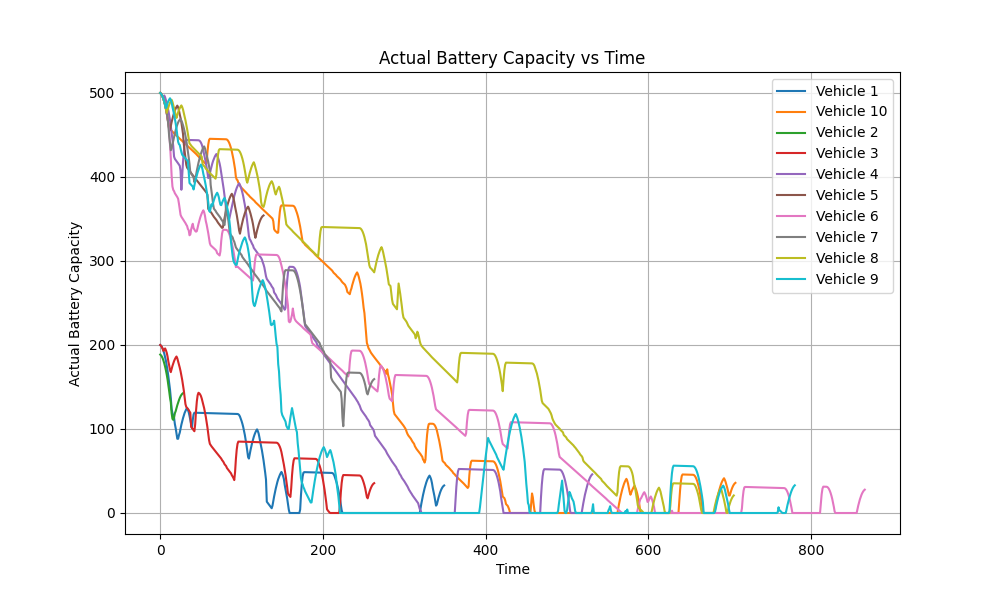 Actual Battery Capacity vs Time
Actual Battery Capacity
500
400
300
200
100
0
0
200
400
600
800
Time
Vehicle 1
Vehicle 10
Vehicle 2
Vehicle 3
Vehicle 4
Vehicle 5
Vehicle 6
Vehicle 7
Vehicle 8
Vehicle 9